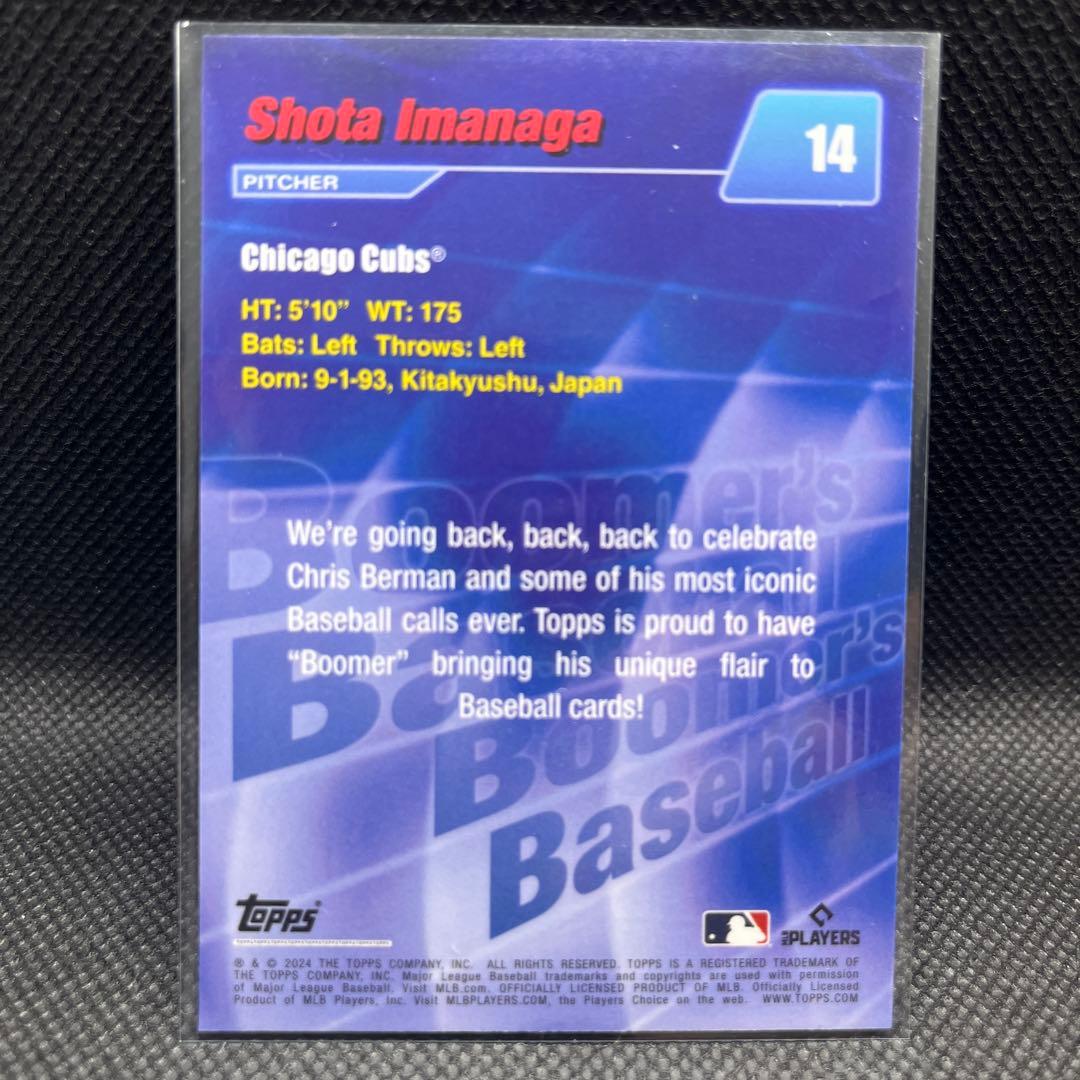 Shota Imanaga
14
PITCHER
Chicago Cubs®
HT: 5'10” WT: 175
Bats: Left Throws: Left
Born: 9-1-93, Kitakyushu, Japan
Boomer's
Baseball
We're going back, back, back to celebrate
Chris Berman and some of his most iconic
Baseball calls ever. Topps is proud to have
“Boomer” bringing his unique flair to
Baseball cards!
Boomer's
Baseball
Topps®
MLB PLAYERS
® & © 2024 THE TOPPS COMPANY, INC. ALL RIGHTS RESERVED. TOPPS IS A REGISTERED TRADEMARK OF
THE TOPPS COMPANY, INC. Major League Baseball trademarks and copyrights are used with permission
of Major League Baseball. Visit MLB.com. OFFICIALLY LICENSED PRODUCT OF MLB. Officially Licensed
Product of MLB Players, Inc. Visit MLBPLAYERS.COM, the Players Choice on the web. WWW.TOPPS.COM